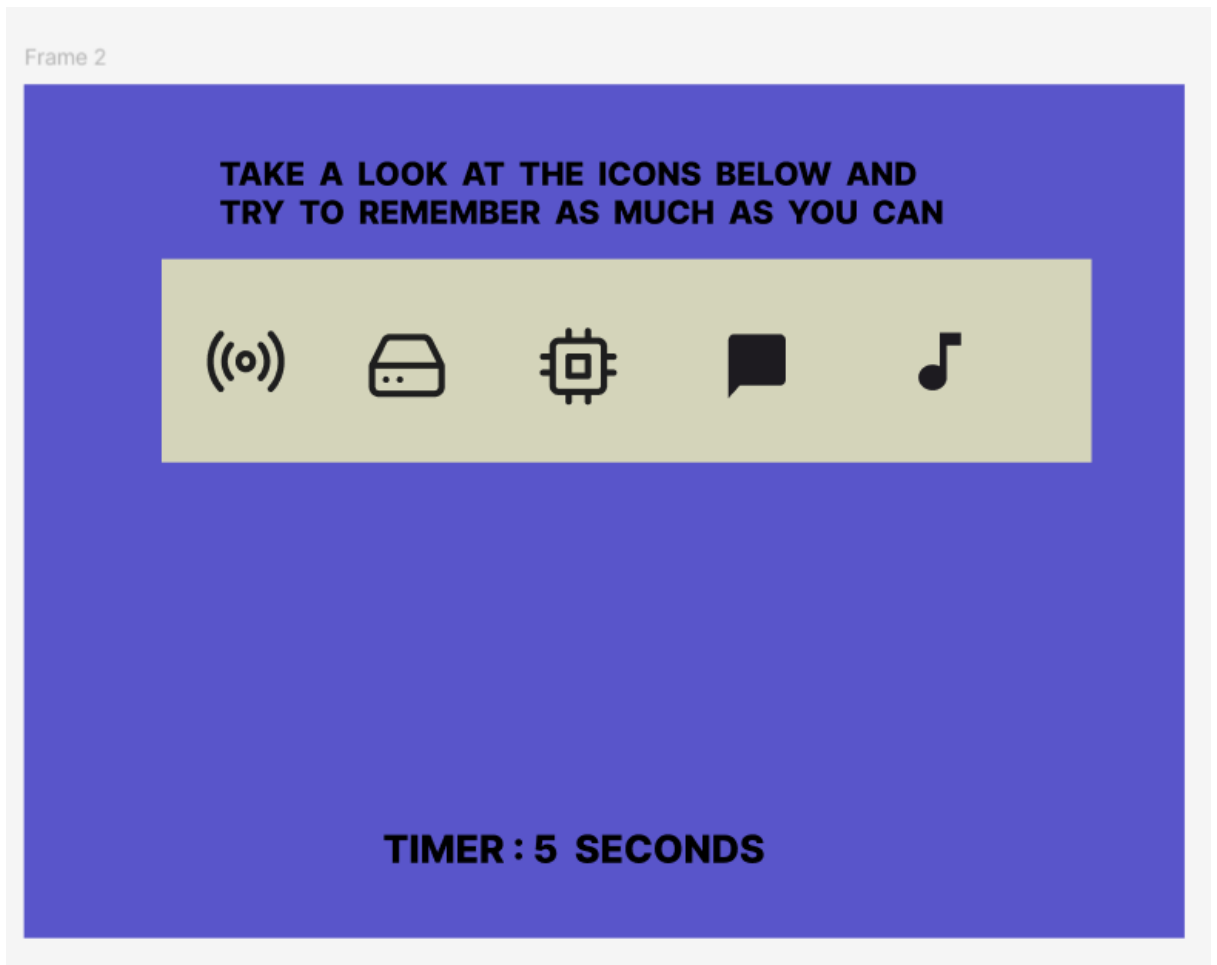 Frame 2
TAKE A LOOK AT THE ICONS BELOW AND
TRY TO REMEMBER AS MUCH AS YOU CAN
TIMER : 5 SECONDS